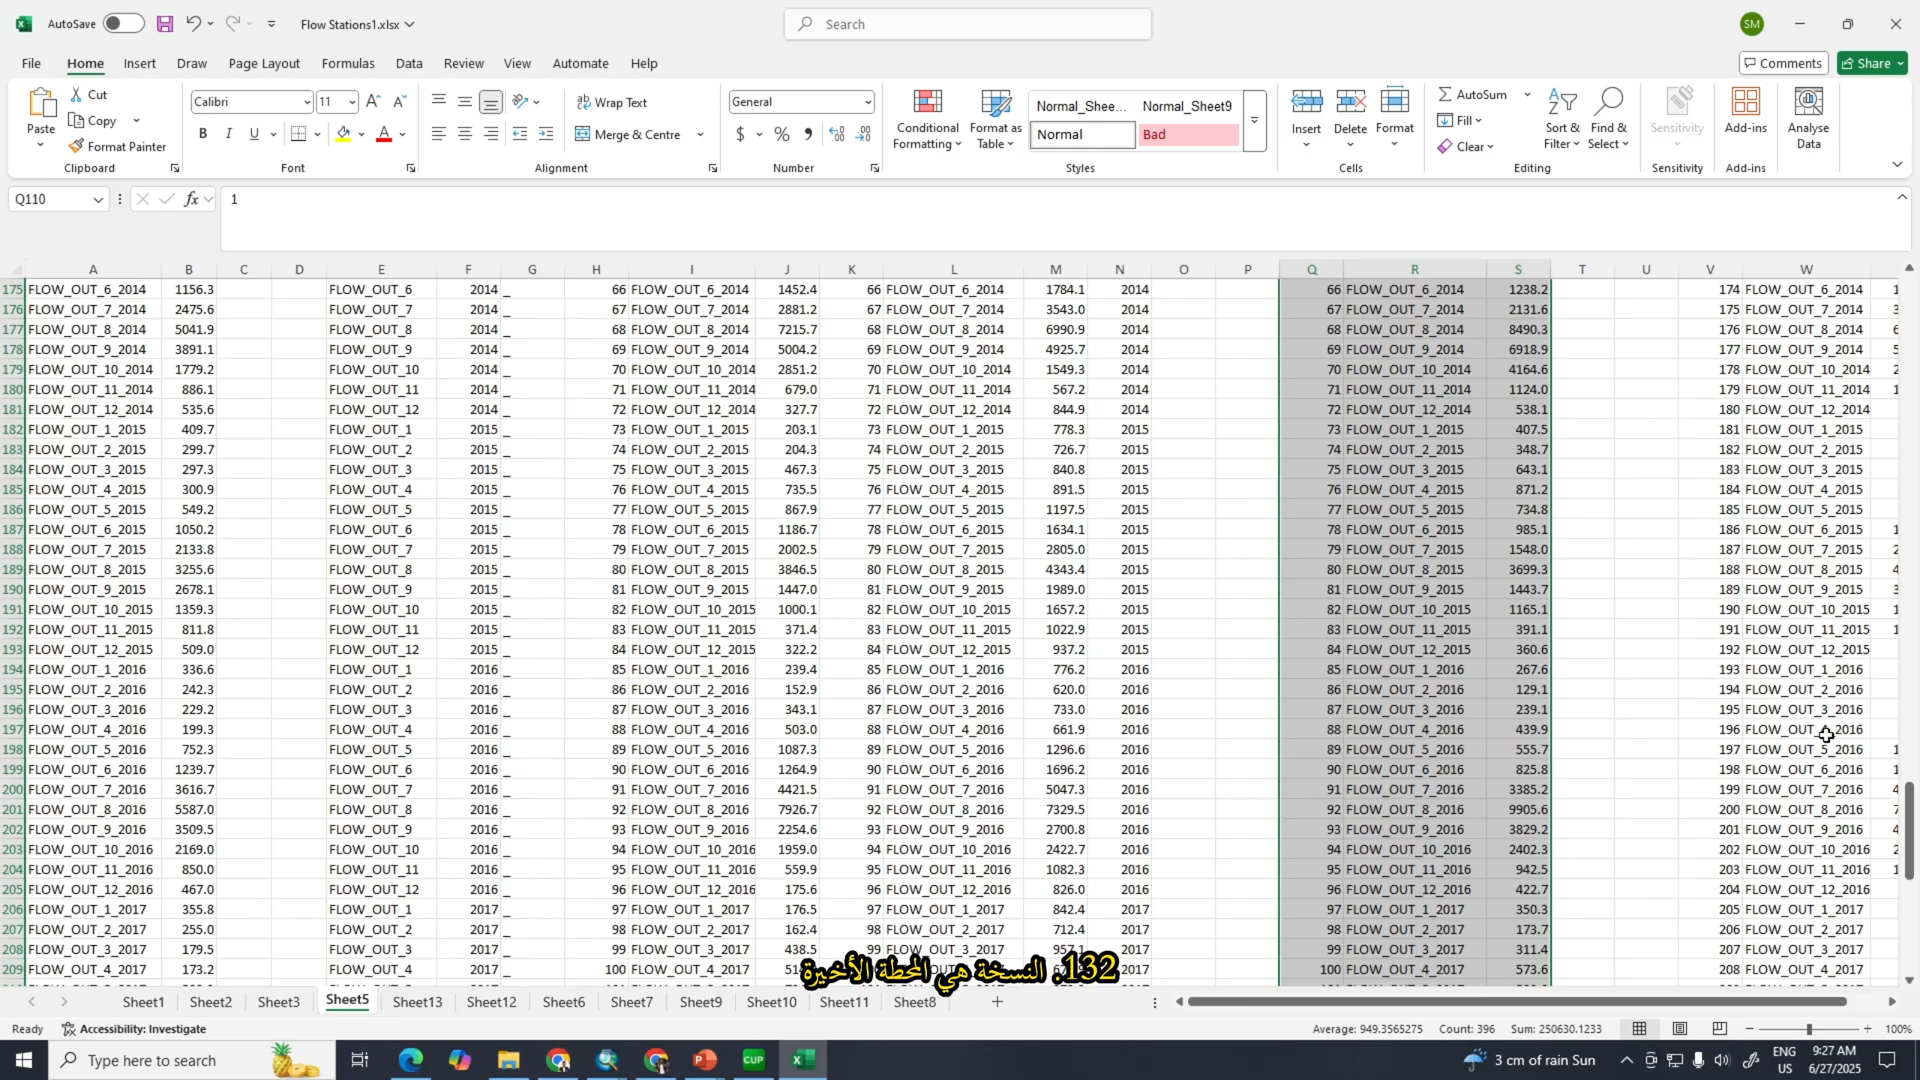 AutoSave
Flow Stations1.xlsx
Search
SM
File Home Insert Draw Page Layout Formulas Data Review View Automate Help
Comments
Share
Paste
Cut
Copy
Format Painter
Clipboard
Calibri 11
Font
Wrap Text
Merge & Centre
Alignment
General
Number
Conditional Formatting
Format as Table
Normal_Shee... Normal_Sheet9
Normal Bad
Styles
Insert Delete Format
Cells
AutoSum
Fill
Clear
Sort & Filter
Find & Select
Editing
Sensitivity
Sensitivity
Add-ins
Add-ins
Analyse Data
Q110 fx 1
A B C D E F G H I J K L M N O P Q R S T U V W
175 FLOW_OUT_6_2014 1156.3 FLOW_OUT_6 2014 _ 66 FLOW_OUT_6_2014 1452.4 66 FLOW_OUT_6_2014 1784.1 2014 66 FLOW_OUT_6_2014 1238.2 174 FLOW_OUT_6_2014 1
176 FLOW_OUT_7_2014 2475.6 FLOW_OUT_7 2014 _ 67 FLOW_OUT_7_2014 2881.2 67 FLOW_OUT_7_2014 3543.0 2014 67 FLOW_OUT_7_2014 2131.6 175 FLOW_OUT_7_2014 3
177 FLOW_OUT_8_2014 5041.9 FLOW_OUT_8 2014 _ 68 FLOW_OUT_8_2014 7215.7 68 FLOW_OUT_8_2014 6990.9 2014 68 FLOW_OUT_8_2014 8490.3 176 FLOW_OUT_8_2014 6
178 FLOW_OUT_9_2014 3891.1 FLOW_OUT_9 2014 _ 69 FLOW_OUT_9_2014 5004.2 69 FLOW_OUT_9_2014 4925.7 2014 69 FLOW_OUT_9_2014 6918.9 177 FLOW_OUT_9_2014 5
179 FLOW_OUT_10_2014 1779.2 FLOW_OUT_10 2014 _ 70 FLOW_OUT_10_2014 2851.2 70 FLOW_OUT_10_2014 1549.3 2014 70 FLOW_OUT_10_2014 4164.6 178 FLOW_OUT_10_2014 2
180 FLOW_OUT_11_2014 886.1 FLOW_OUT_11 2014 _ 71 FLOW_OUT_11_2014 679.0 71 FLOW_OUT_11_2014 567.2 2014 71 FLOW_OUT_11_2014 1124.0 179 FLOW_OUT_11_2014 1
181 FLOW_OUT_12_2014 535.6 FLOW_OUT_12 2014 _ 72 FLOW_OUT_12_2014 327.7 72 FLOW_OUT_12_2014 844.9 2014 72 FLOW_OUT_12_2014 538.1 180 FLOW_OUT_12_2014
182 FLOW_OUT_1_2015 409.7 FLOW_OUT_1 2015 _ 73 FLOW_OUT_1_2015 203.1 73 FLOW_OUT_1_2015 778.3 2015 73 FLOW_OUT_1_2015 407.5 181 FLOW_OUT_1_2015
183 FLOW_OUT_2_2015 299.7 FLOW_OUT_2 2015 _ 74 FLOW_OUT_2_2015 204.3 74 FLOW_OUT_2_2015 726.7 2015 74 FLOW_OUT_2_2015 348.7 182 FLOW_OUT_2_2015
184 FLOW_OUT_3_2015 297.3 FLOW_OUT_3 2015 _ 75 FLOW_OUT_3_2015 467.3 75 FLOW_OUT_3_2015 840.8 2015 75 FLOW_OUT_3_2015 643.1 183 FLOW_OUT_3_2015
185 FLOW_OUT_4_2015 300.9 FLOW_OUT_4 2015 _ 76 FLOW_OUT_4_2015 735.5 76 FLOW_OUT_4_2015 891.5 2015 76 FLOW_OUT_4_2015 871.2 184 FLOW_OUT_4_2015
186 FLOW_OUT_5_2015 549.2 FLOW_OUT_5 2015 _ 77 FLOW_OUT_5_2015 867.9 77 FLOW_OUT_5_2015 1197.5 2015 77 FLOW_OUT_5_2015 734.8 185 FLOW_OUT_5_2015
187 FLOW_OUT_6_2015 1050.2 FLOW_OUT_6 2015 _ 78 FLOW_OUT_6_2015 1186.7 78 FLOW_OUT_6_2015 1634.1 2015 78 FLOW_OUT_6_2015 985.1 186 FLOW_OUT_6_2015 1
188 FLOW_OUT_7_2015 2133.8 FLOW_OUT_7 2015 _ 79 FLOW_OUT_7_2015 2002.5 79 FLOW_OUT_7_2015 2805.0 2015 79 FLOW_OUT_7_2015 1548.0 187 FLOW_OUT_7_2015 2
189 FLOW_OUT_8_2015 3255.6 FLOW_OUT_8 2015 _ 80 FLOW_OUT_8_2015 3846.5 80 FLOW_OUT_8_2015 4343.4 2015 80 FLOW_OUT_8_2015 3699.3 188 FLOW_OUT_8_2015 4
190 FLOW_OUT_9_2015 2678.1 FLOW_OUT_9 2015 _ 81 FLOW_OUT_9_2015 1447.0 81 FLOW_OUT_9_2015 1989.0 2015 81 FLOW_OUT_9_2015 1443.7 189 FLOW_OUT_9_2015 3
191 FLOW_OUT_10_2015 1359.3 FLOW_OUT_10 2015 _ 82 FLOW_OUT_10_2015 1000.1 82 FLOW_OUT_10_2015 1657.2 2015 82 FLOW_OUT_10_2015 1165.1 190 FLOW_OUT_10_2015 1
192 FLOW_OUT_11_2015 811.8 FLOW_OUT_11 2015 _ 83 FLOW_OUT_11_2015 371.4 83 FLOW_OUT_11_2015 1022.9 2015 83 FLOW_OUT_11_2015 391.1 191 FLOW_OUT_11_2015 1
193 FLOW_OUT_12_2015 509.0 FLOW_OUT_12 2015 _ 84 FLOW_OUT_12_2015 322.2 84 FLOW_OUT_12_2015 937.2 2015 84 FLOW_OUT_12_2015 360.6 192 FLOW_OUT_12_2015
194 FLOW_OUT_1_2016 336.6 FLOW_OUT_1 2016 _ 85 FLOW_OUT_1_2016 239.4 85 FLOW_OUT_1_2016 776.2 2016 85 FLOW_OUT_1_2016 267.6 193 FLOW_OUT_1_2016
195 FLOW_OUT_2_2016 242.3 FLOW_OUT_2 2016 _ 86 FLOW_OUT_2_2016 152.9 86 FLOW_OUT_2_2016 620.0 2016 86 FLOW_OUT_2_2016 129.1 194 FLOW_OUT_2_2016
196 FLOW_OUT_3_2016 229.2 FLOW_OUT_3 2016 _ 87 FLOW_OUT_3_2016 343.1 87 FLOW_OUT_3_2016 733.0 2016 87 FLOW_OUT_3_2016 239.1 195 FLOW_OUT_3_2016
197 FLOW_OUT_4_2016 199.3 FLOW_OUT_4 2016 _ 88 FLOW_OUT_4_2016 503.0 88 FLOW_OUT_4_2016 661.9 2016 88 FLOW_OUT_4_2016 439.9 196 FLOW_OUT_4_2016
198 FLOW_OUT_5_2016 752.3 FLOW_OUT_5 2016 _ 89 FLOW_OUT_5_2016 1087.3 89 FLOW_OUT_5_2016 1296.6 2016 89 FLOW_OUT_5_2016 555.7 197 FLOW_OUT_5_2016 1
199 FLOW_OUT_6_2016 1239.7 FLOW_OUT_6 2016 _ 90 FLOW_OUT_6_2016 1264.9 90 FLOW_OUT_6_2016 1696.2 2016 90 FLOW_OUT_6_2016 825.8 198 FLOW_OUT_6_2016 1
200 FLOW_OUT_7_2016 3616.7 FLOW_OUT_7 2016 _ 91 FLOW_OUT_7_2016 4421.5 91 FLOW_OUT_7_2016 5047.3 2016 91 FLOW_OUT_7_2016 3385.2 199 FLOW_OUT_7_2016 4
201 FLOW_OUT_8_2016 5587.0 FLOW_OUT_8 2016 _ 92 FLOW_OUT_8_2016 7926.7 92 FLOW_OUT_8_2016 7329.5 2016 92 FLOW_OUT_8_2016 9905.6 200 FLOW_OUT_8_2016 7
202 FLOW_OUT_9_2016 3509.5 FLOW_OUT_9 2016 _ 93 FLOW_OUT_9_2016 2254.6 93 FLOW_OUT_9_2016 2700.8 2016 93 FLOW_OUT_9_2016 3829.2 201 FLOW_OUT_9_2016 4
203 FLOW_OUT_10_2016 2169.0 FLOW_OUT_10 2016 _ 94 FLOW_OUT_10_2016 1959.0 94 FLOW_OUT_10_2016 2422.7 2016 94 FLOW_OUT_10_2016 2402.3 202 FLOW_OUT_10_2016 2
204 FLOW_OUT_11_2016 850.0 FLOW_OUT_11 2016 _ 95 FLOW_OUT_11_2016 559.9 95 FLOW_OUT_11_2016 1082.3 2016 95 FLOW_OUT_11_2016 942.5 203 FLOW_OUT_11_2016 1
205 FLOW_OUT_12_2016 467.0 FLOW_OUT_12 2016 _ 96 FLOW_OUT_12_2016 175.6 96 FLOW_OUT_12_2016 826.0 2016 96 FLOW_OUT_12_2016 422.7 204 FLOW_OUT_12_2016
206 FLOW_OUT_1_2017 355.8 FLOW_OUT_1 2017 _ 97 FLOW_OUT_1_2017 176.5 97 FLOW_OUT_1_2017 842.4 2017 97 FLOW_OUT_1_2017 350.3 205 FLOW_OUT_1_2017
207 FLOW_OUT_2_2017 255.0 FLOW_OUT_2 2017 _ 98 FLOW_OUT_2_2017 162.4 98 FLOW_OUT_2_2017 712.4 2017 98 FLOW_OUT_2_2017 173.7 206 FLOW_OUT_2_2017
208 FLOW_OUT_3_2017 179.5 FLOW_OUT_3 2017 _ 99 FLOW_OUT_3_2017 438.5 99 FLOW_OUT_3_2017 957.1 2017 99 FLOW_OUT_3_2017 311.4 207 FLOW_OUT_3_2017
209 FLOW_OUT_4_2017 173.2 FLOW_OUT_4 2017 _ 100 FLOW_OUT_4_2017 2017 100 FLOW_OUT_4_2017 573.6 208 FLOW_OUT_4_2017
132. النسخة هي المحطة الأخيرة
Sheet1 Sheet2 Sheet3 Sheet5 Sheet13 Sheet12 Sheet6 Sheet7 Sheet9 Sheet10 Sheet11 Sheet8
Ready Accessibility: Investigate Average: 949.3565275 Count: 396 Sum: 250630.1233 100%
Type here to search
CUP
3 cm of rain Sun
ENG US
9:27 AM
6/27/2025